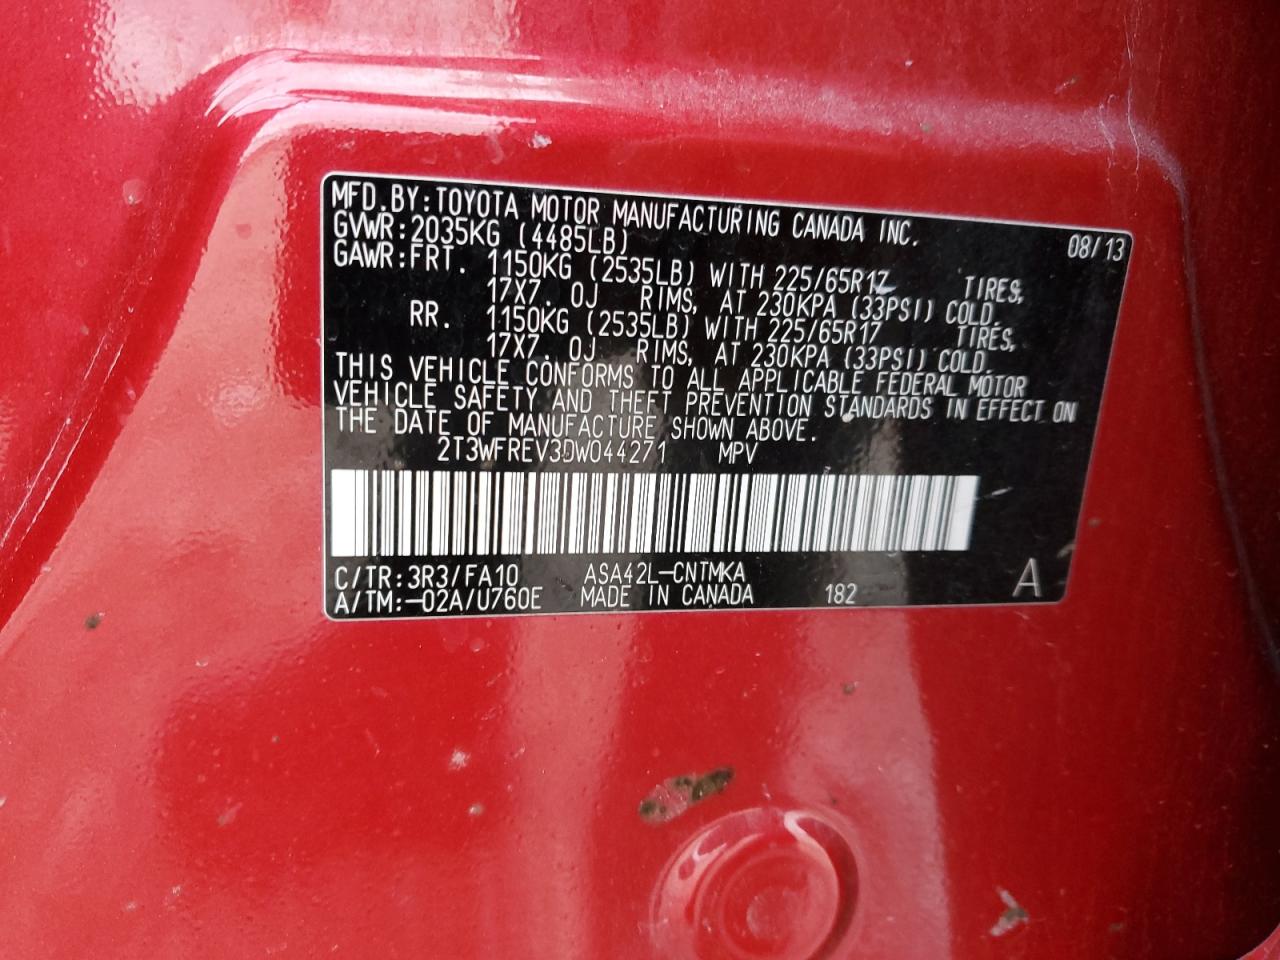 MFD.BY:TOYOTA MOTOR MANUFACTURING CANADA INC.
08/13
GVWR:2035KG (4485LB)
GAWR:FRT. 1150KG (2535LB) WITH 225/65R17 TIRES,
17X7.0J RIMS, AT 230KPA (33PSI) COLD.
RR. 1150KG (2535LB) WITH 225/65R17 TIRES,
17X7.0J RIMS, AT 230KPA (33PSI) COLD.
THIS VEHICLE CONFORMS TO ALL APPLICABLE FEDERAL MOTOR
VEHICLE SAFETY AND THEFT PREVENTION STANDARDS IN EFFECT ON
THE DATE OF MANUFACTURE SHOWN ABOVE.
2T3WFREV3DW044271 MPV
C/TR:3R3/FA10 ASA42L-CNTMKA
A/TM:-02A/U760E MADE IN CANADA 182
A